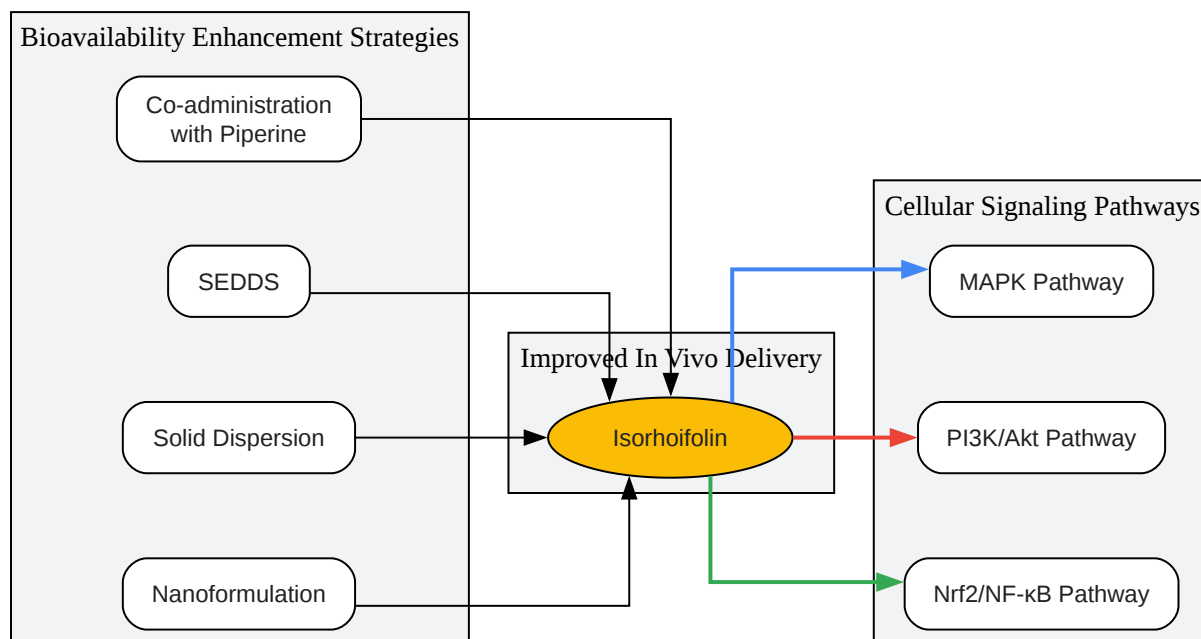 Bioavailability Enhancement Strategies
Co-administration
with Piperine
SEDDS
Solid Dispersion
Nanoformulation
Improved In Vivo Delivery
Isorhoifolin
Cellular Signaling Pathways
MAPK Pathway
PI3K/Akt Pathway
Nrf2/NF-κB Pathway